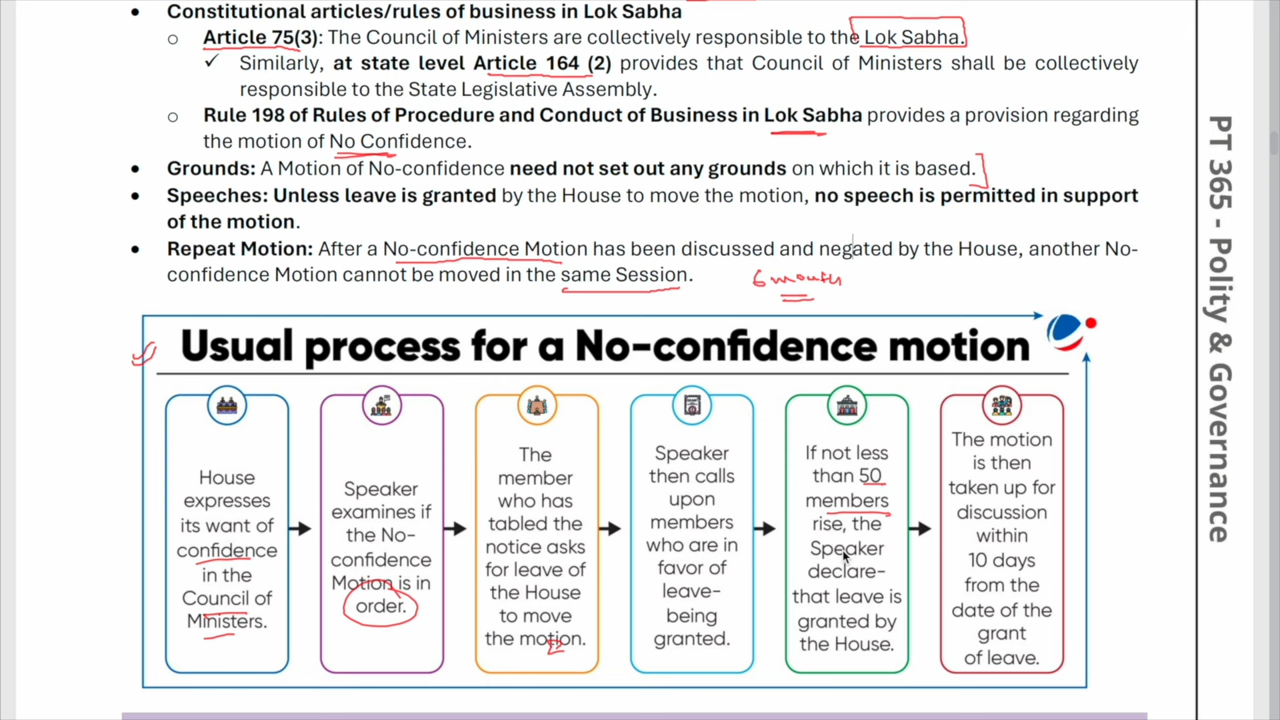 • Constitutional articles/rules of business in Lok Sabha
○ Article 75(3): The Council of Ministers are collectively responsible to the Lok Sabha.
✓ Similarly, at state level Article 164 (2) provides that Council of Ministers shall be collectively
responsible to the State Legislative Assembly.
○ Rule 198 of Rules of Procedure and Conduct of Business in Lok Sabha provides a provision regarding
the motion of No Confidence.
• Grounds: A Motion of No-confidence need not set out any grounds on which it is based.
• Speeches: Unless leave is granted by the House to move the motion, no speech is permitted in support
of the motion.
• Repeat Motion: After a No-confidence Motion has been discussed and negated by the House, another No-
confidence Motion cannot be moved in the same Session.
6 month
Usual process for a No-confidence motion
House
expresses
its want of
confidence
in the
Council of
Ministers.
Speaker
examines if
the No-
confidence
Motion is in
order.
The
member
who has
tabled the
notice asks
for leave of
the House
to move
the motion.
Speaker
then calls
upon
members
who are in
favor of
leave-
being
granted.
If not less
than 50
members
rise, the
Speaker
declare-
that leave is
granted by
the House.
The motion
is then
taken up for
discussion
within
10 days
from the
date of the
grant
of leave.
PT 365 - Polity & Governance